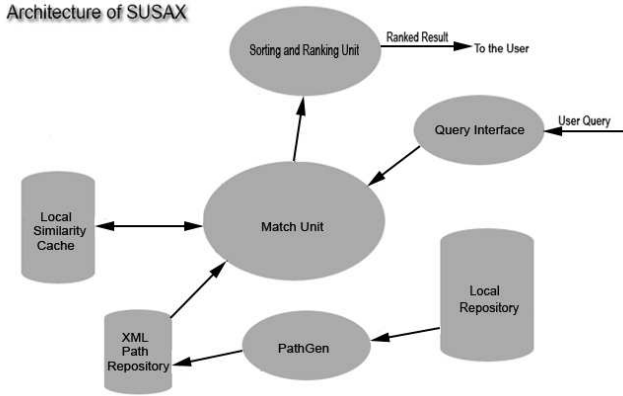 Architecture of SUSAX
Sorting and Ranking Unit
Ranked Result
To the User
User Query
Query Interface
Local
Similarity
Cache
Match Unit
Local
Repository
XML
Path
Repository
PathGen